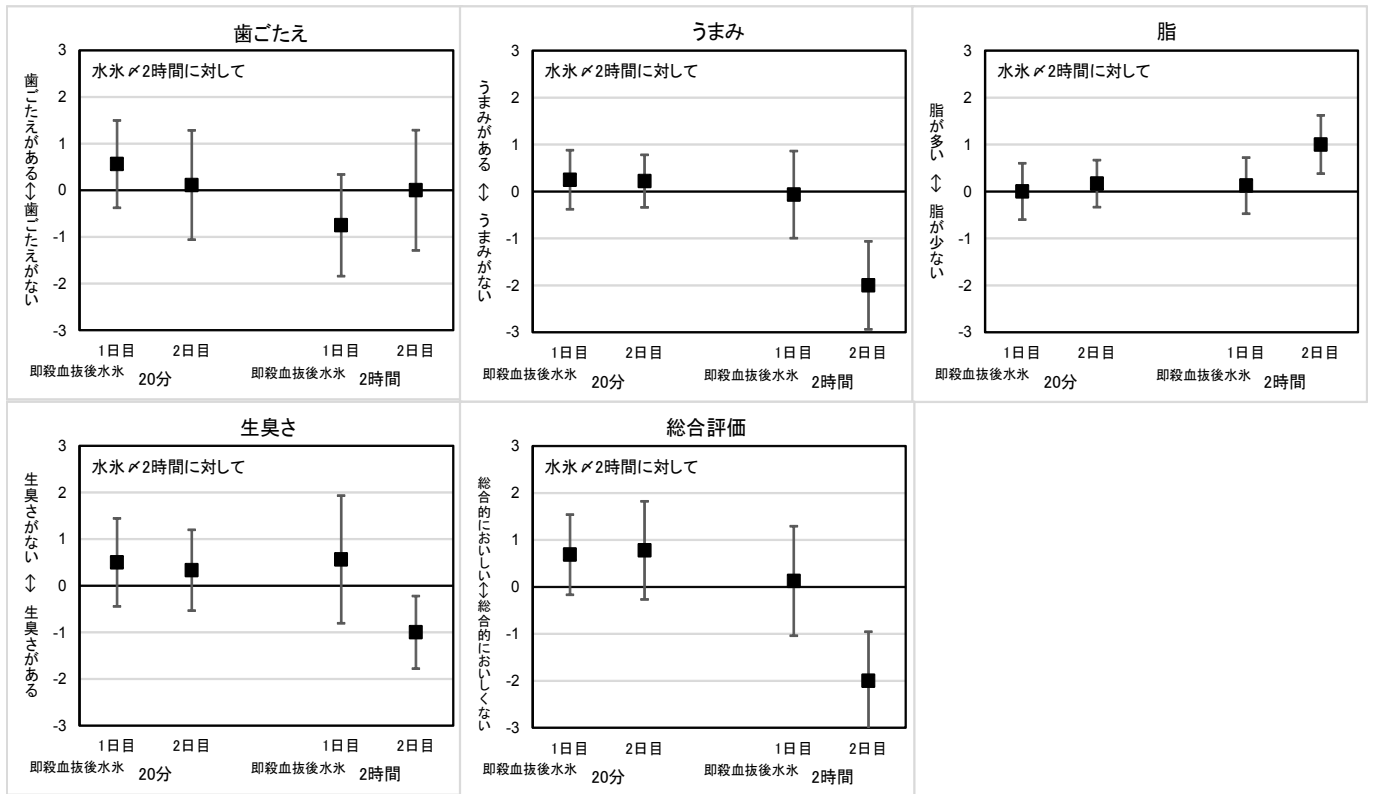 歯ごたえ
水氷〆2時間に対して
歯ごたえがある↔歯ごたえがない
3
2
1
0
-1
-2
-3
1日目 2日目 1日目 2日目
即殺血抜後水氷 20分 即殺血抜後水氷 2時間
うまみ
水氷〆2時間に対して
うまみがある ↔ うまみがない
3
2
1
0
-1
-2
-3
1日目 2日目 1日目 2日目
即殺血抜後水氷 20分 即殺血抜後水氷 2時間
脂
水氷〆2時間に対して
脂が多い ↔ 脂が少ない
3
2
1
0
-1
-2
-3
1日目 2日目 1日目 2日目
即殺血抜後水氷 20分 即殺血抜後水氷 2時間
生臭さ
水氷〆2時間に対して
生臭さがない ↔ 生臭さがある
3
2
1
0
-1
-2
-3
1日目 2日目 1日目 2日目
即殺血抜後水氷 20分 即殺血抜後水氷 2時間
総合評価
水氷〆2時間に対して
総合的においしい↔総合的においしくない
3
2
1
0
-1
-2
-3
1日目 2日目 1日目 2日目
即殺血抜後水氷 20分 即殺血抜後水氷 2時間